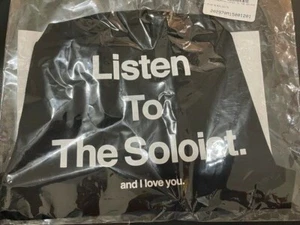 Listen
To
The Soloist.
and I love you.